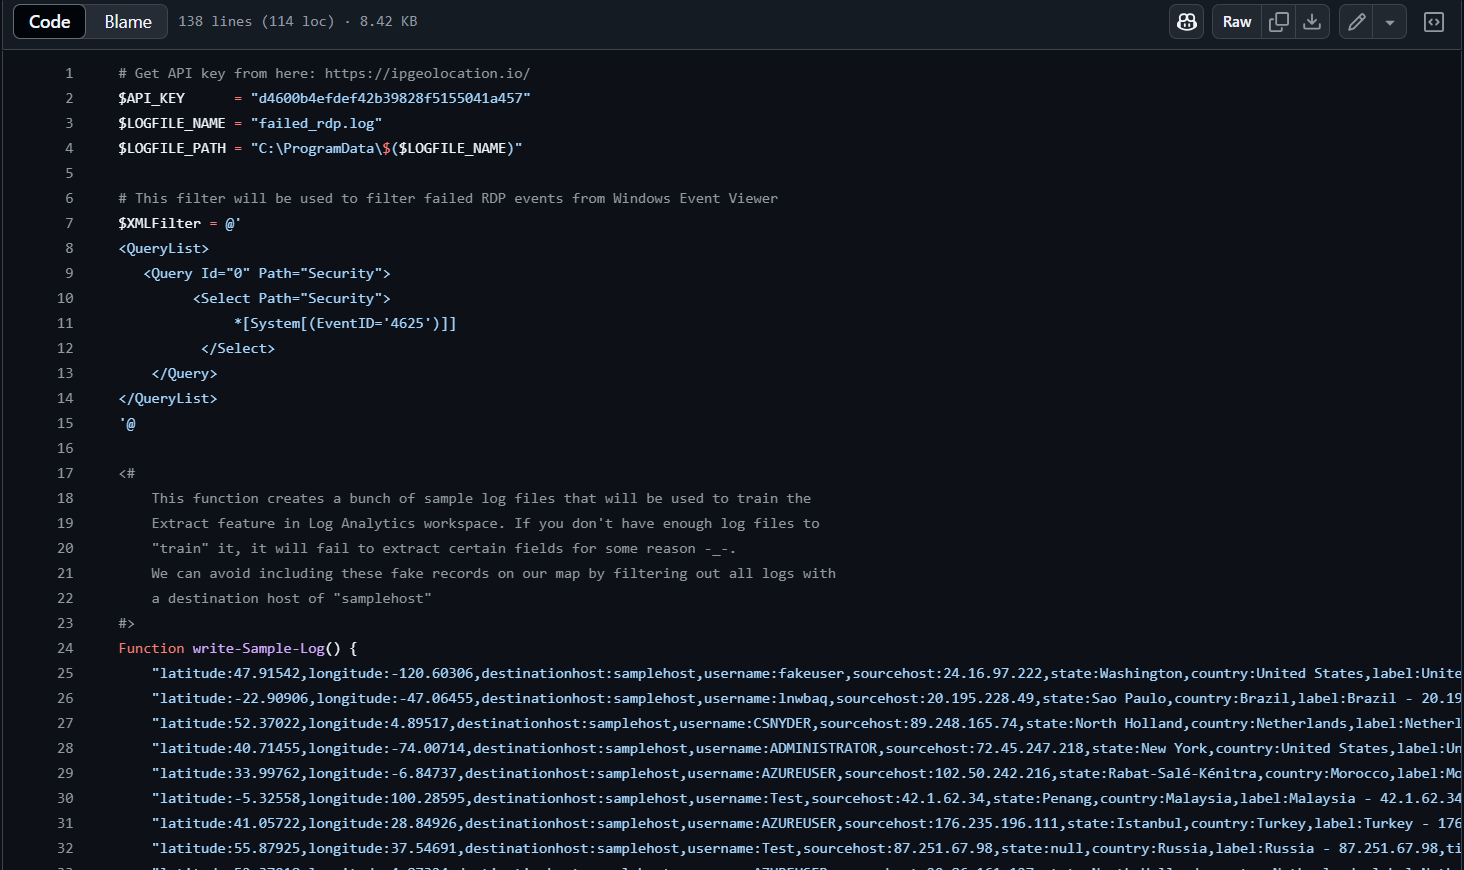 Code Blame 138 lines (114 loc) · 8.42 KB Raw
1 # Get API key from here: https://ipgeolocation.io/
2 $API_KEY = "d4600b4efdef42b39828f5155041a457"
3 $LOGFILE_NAME = "failed_rdp.log"
4 $LOGFILE_PATH = "C:\ProgramData\$($LOGFILE_NAME)"
5
6 # This filter will be used to filter failed RDP events from Windows Event Viewer
7 $XMLFilter = @'
8 <QueryList>
9 <Query Id="0" Path="Security">
10 <Select Path="Security">
11 *[System[(EventID='4625')]]
12 </Select>
13 </Query>
14 </QueryList>
15 '@
16
17 <#
18 This function creates a bunch of sample log files that will be used to train the
19 Extract feature in Log Analytics workspace. If you don't have enough log files to
20 "train" it, it will fail to extract certain fields for some reason -_-.
21 We can avoid including these fake records on our map by filtering out all logs with
22 a destination host of "samplehost"
23 #>
24 Function write-Sample-Log() {
25 "latitude:47.91542,longitude:-120.60306,destinationhost:samplehost,username:fakeuser,sourcehost:24.16.97.222,state:Washington,country:United States,label:Unite
26 "latitude:-22.90906,longitude:-47.06455,destinationhost:samplehost,username:lnwbaq,sourcehost:20.195.228.49,state:Sao Paulo,country:Brazil,label:Brazil - 20.19
27 "latitude:52.37022,longitude:4.89517,destinationhost:samplehost,username:CSNYDER,sourcehost:89.248.165.74,state:North Holland,country:Netherlands,label:Netherl
28 "latitude:40.71455,longitude:-74.00714,destinationhost:samplehost,username:ADMINISTRATOR,sourcehost:72.45.247.218,state:New York,country:United States,label:Un
29 "latitude:33.99762,longitude:-6.84737,destinationhost:samplehost,username:AZUREUSER,sourcehost:102.50.242.216,state:Rabat-Salé-Kénitra,country:Morocco,label:Mo
30 "latitude:-5.32558,longitude:100.28595,destinationhost:samplehost,username:Test,sourcehost:42.1.62.34,state:Penang,country:Malaysia,label:Malaysia - 42.1.62.34
31 "latitude:41.05722,longitude:28.84926,destinationhost:samplehost,username:AZUREUSER,sourcehost:176.235.196.111,state:Istanbul,country:Turkey,label:Turkey - 176
32 "latitude:55.87925,longitude:37.54691,destinationhost:samplehost,username:Test,sourcehost:87.251.67.98,state:null,country:Russia,label:Russia - 87.251.67.98,ti